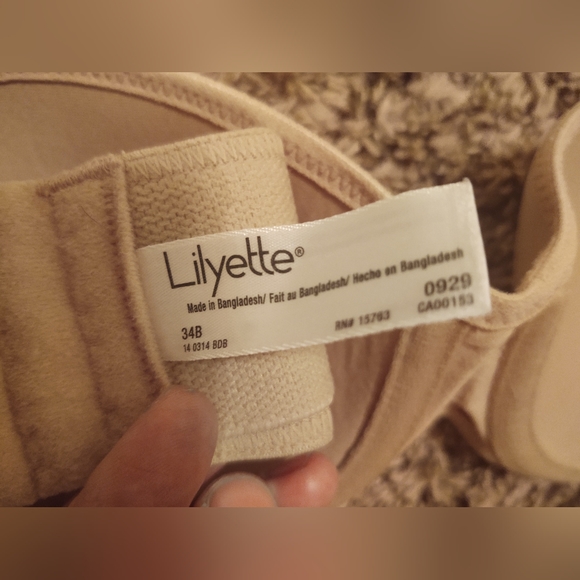 Lilyette®
Made in Bangladesh/ Fait au Bangladesh/ Hecho en Bangladesh
34B
14 0314 BDB
RN# 15763
0929
CA00153